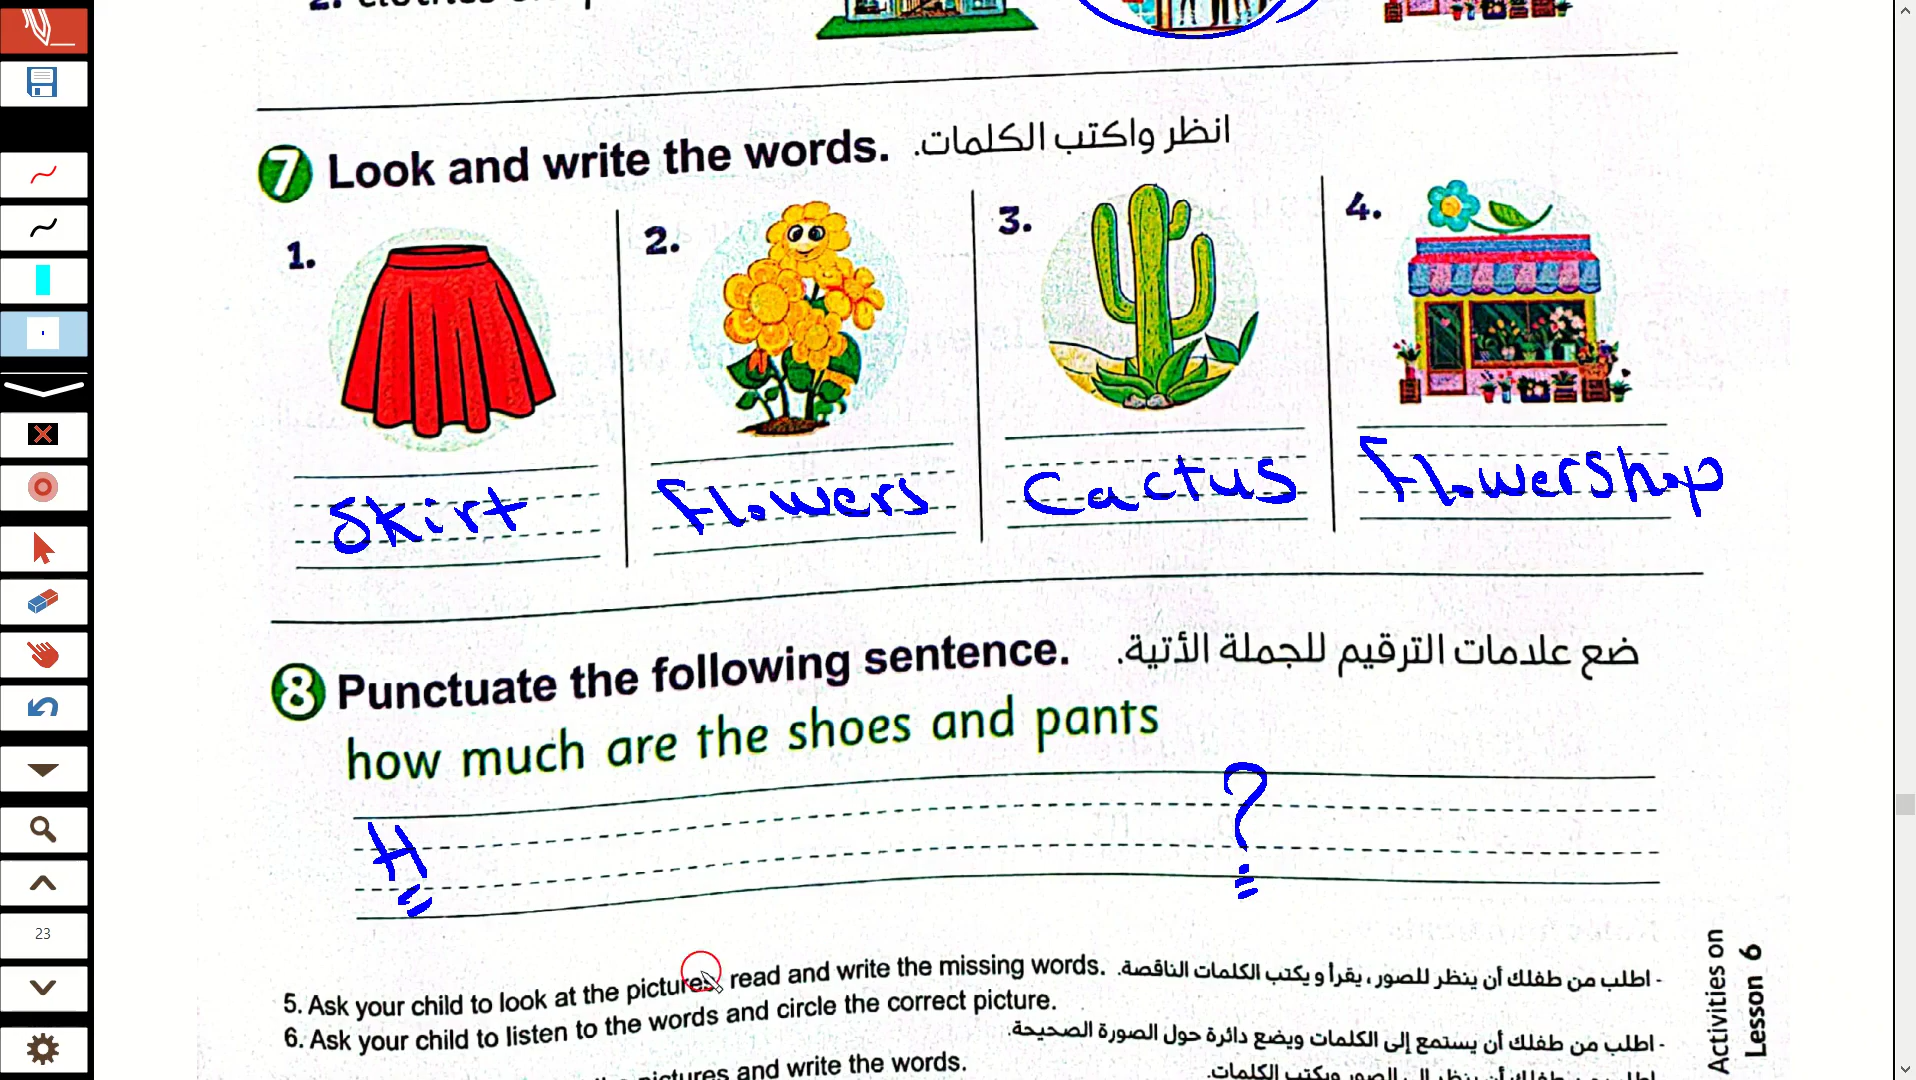 7 Look and write the words. انظر واكتب الكلمات.
1. 2. 3. 4.
Skirt flowers Cactus flowershop
8 Punctuate the following sentence. ضع علامات الترقيم للجملة الأتية.
how much are the shoes and pants
H ?
5. Ask your child to look at the pictures, read and write the missing words. - اطلب من طفلك أن ينظر للصور، يقرأ و يكتب الكلمات الناقصة.
6. Ask your child to listen to the words and circle the correct picture. - اطلب من طفلك أن يستمع إلى الكلمات ويضع دائرة حول الصورة الصحيحة.
pictures and write the words.
Activities on
Lesson 6
23